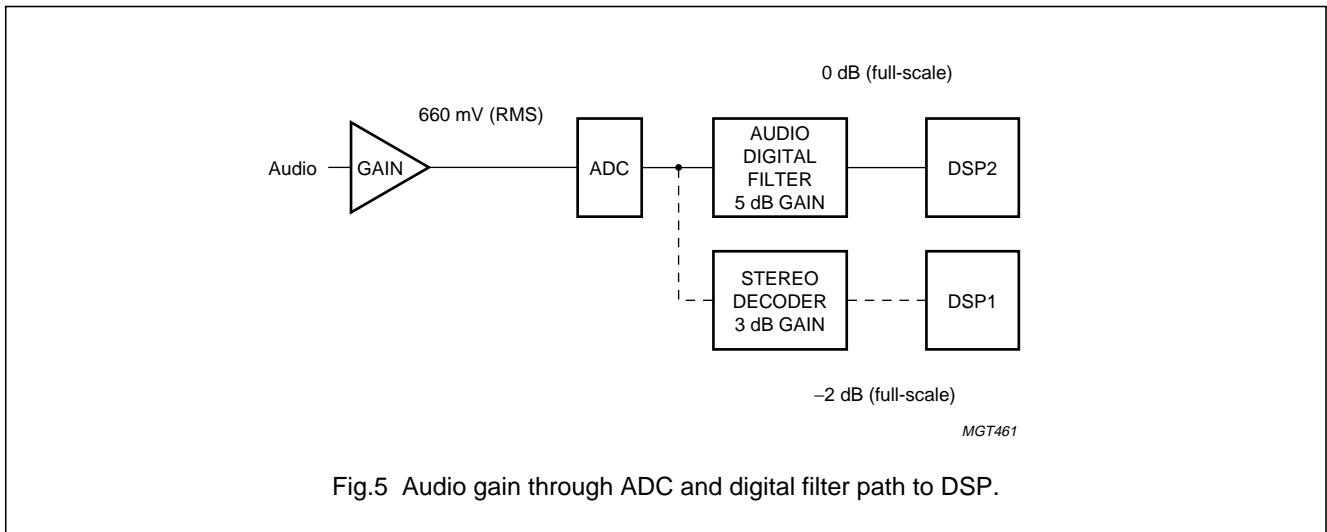 0 dB (full-scale)
660 mV (RMS)
Audio
GAIN
ADC
AUDIO
DIGITAL
FILTER
5 dB GAIN
DSP2
STEREO
DECODER
3 dB GAIN
DSP1
−2 dB (full-scale)
MGT461
Fig.5 Audio gain through ADC and digital filter path to DSP.